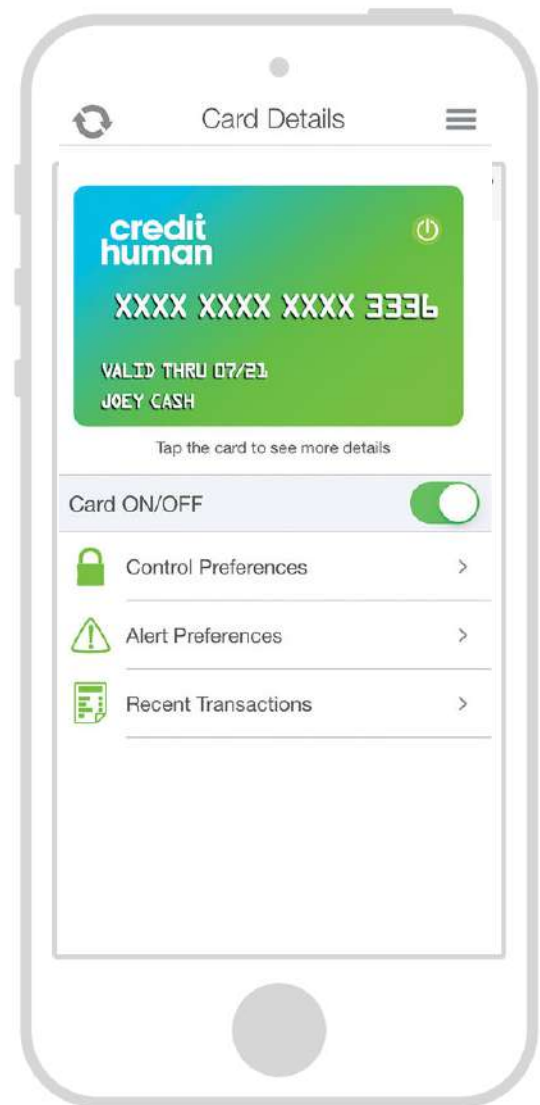 Card Details
credit
human
XXXX XXXX XXXX 3336
VALID THRU 07/21
JOEY CASH
Tap the card to see more details
Card ON/OFF
Control Preferences
Alert Preferences
Recent Transactions